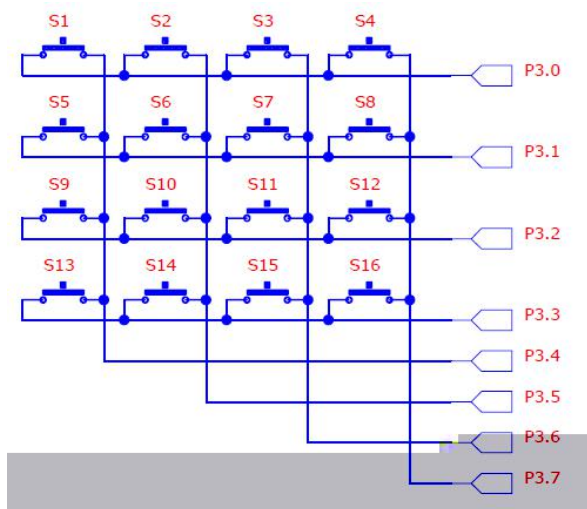 S1 S2 S3 S4
P3.0
S5 S6 S7 S8
P3.1
S9 S10 S11 S12
P3.2
S13 S14 S15 S16
P3.3
P3.4
P3.5
P3.6
P3.7